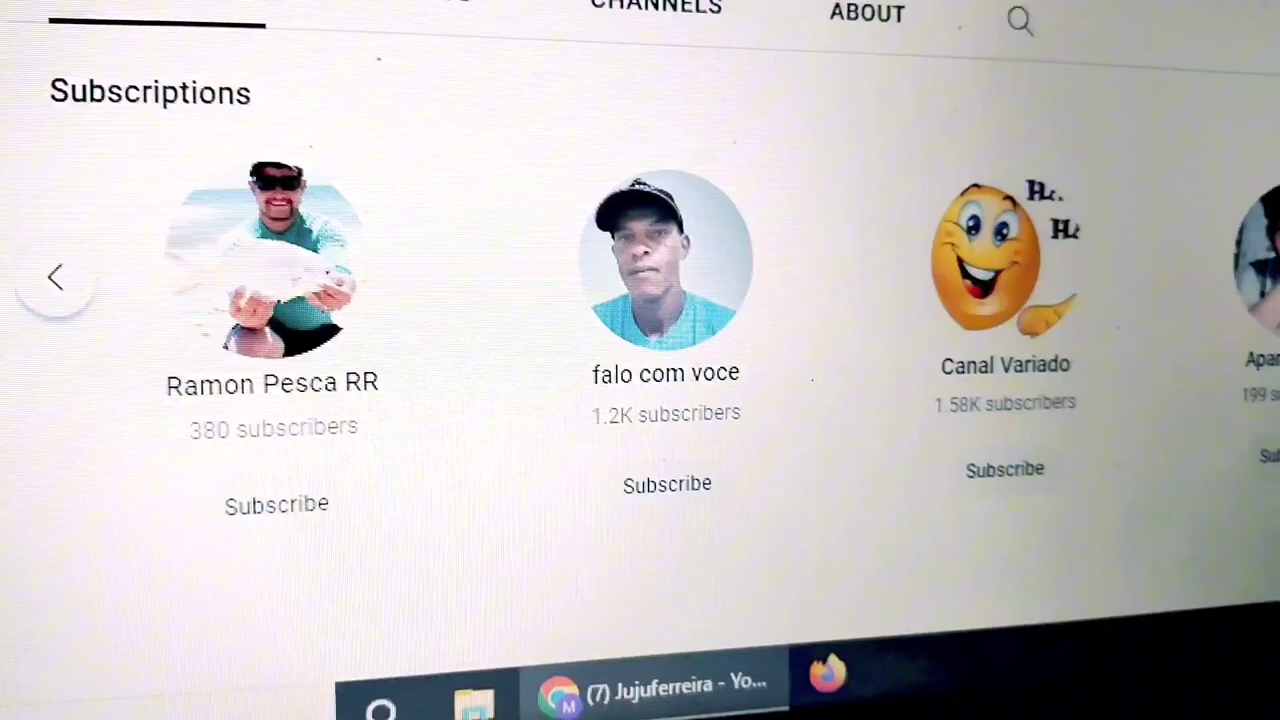 CHANNELS
ABOUT
Subscriptions
Ramon Pesca RR
380 subscribers
Subscribe
falo com voce
1.2K subscribers
Subscribe
Canal Variado
1.58K subscribers
Subscribe
199
(7) Jujuferreira - Yo...
M